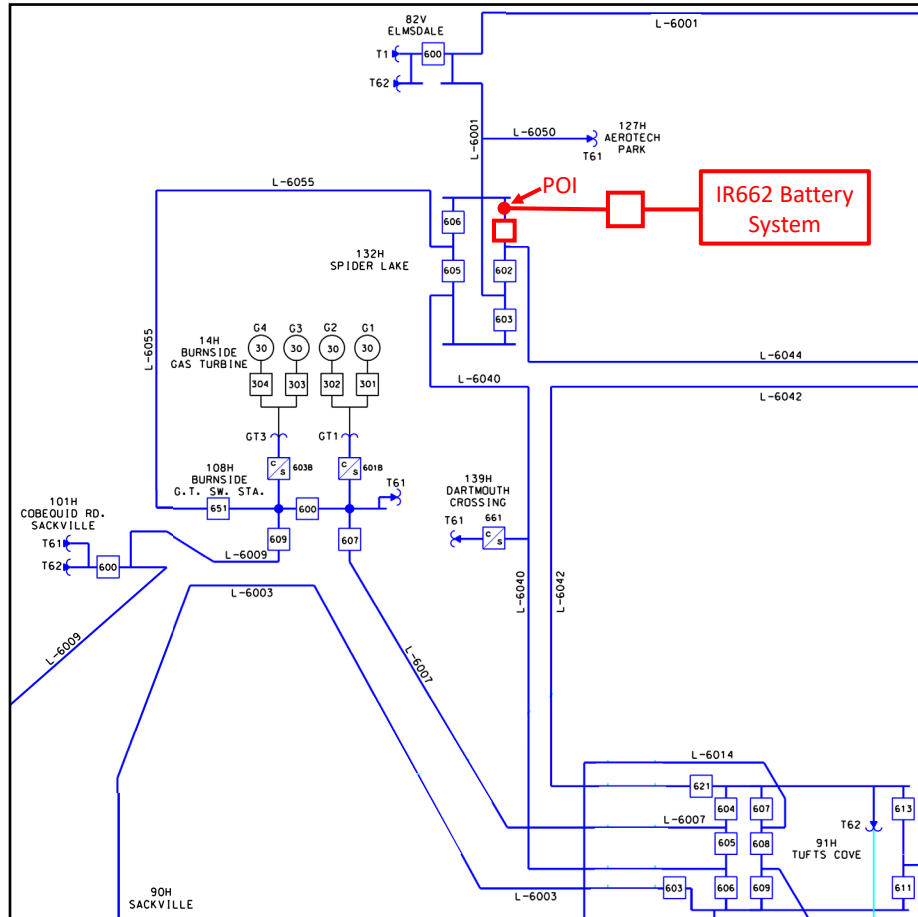 82V
ELMSDALE
L-6001
T1
600
T62
L-6001
L-6050
127H
AEROTECH
PARK
T61
L-6055
POI
IR662 Battery
System
606
132H
SPIDER LAKE
605
602
603
L-6055
14H
BURNSIDE
GAS TURBINE
G4
G3
G2
G1
30
30
30
30
304
303
302
301
L-6044
L-6040
L-6042
GT3
GT1
C/S
603B
C/S
601B
108H
BURNSIDE
G.T. SW. STA.
T61
651
600
609
607
101H
COBEQUID RD.
SACKVILLE
T61
T62
600
L-6009
139H
DARTMOUTH
CROSSING
T61
661
C/S
L-6003
L-6009
L-6007
L-6040
L-6042
L-6014
621
604
607
613
L-6007
605
608
T62
91H
TUFTS COVE
603
606
609
611
L-6003
90H
SACKVILLE